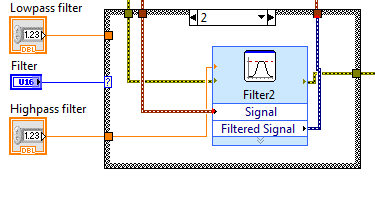 Lowpass filter
2
1.23
DBL
Filter
U16
?
Filter2
Highpass filter
Signal
1.23
Filtered Signal
DBL